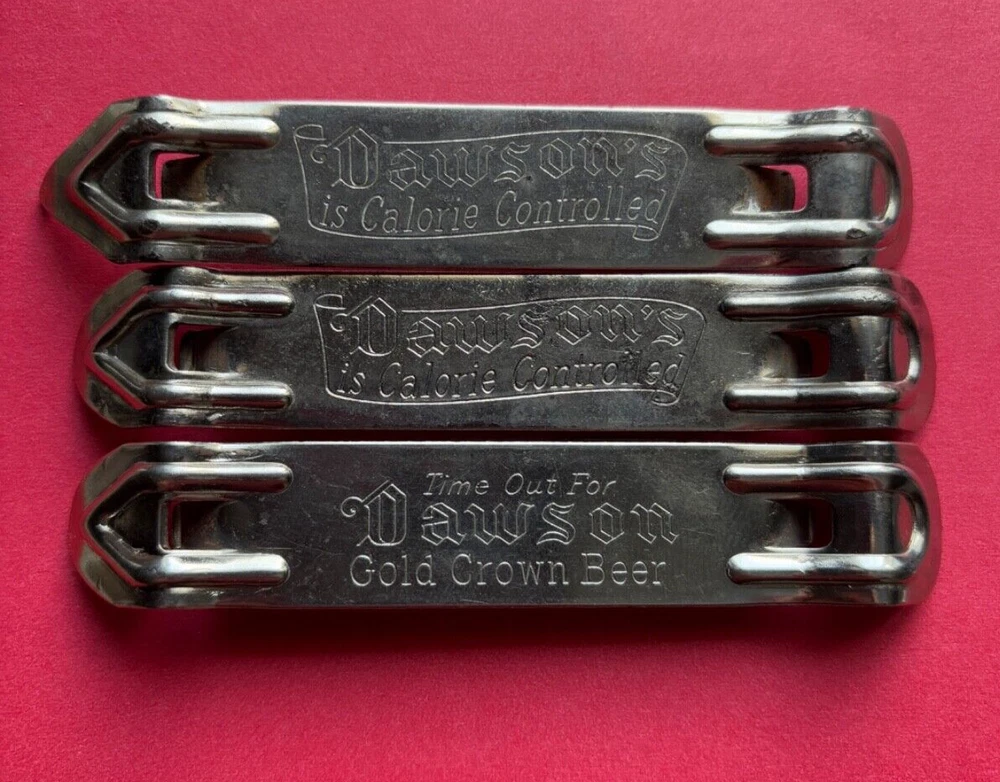 Dawson's
is Calorie Controlled
Dawson's
is Calorie Controlled
Time Out For
Dawson
Gold Crown Beer